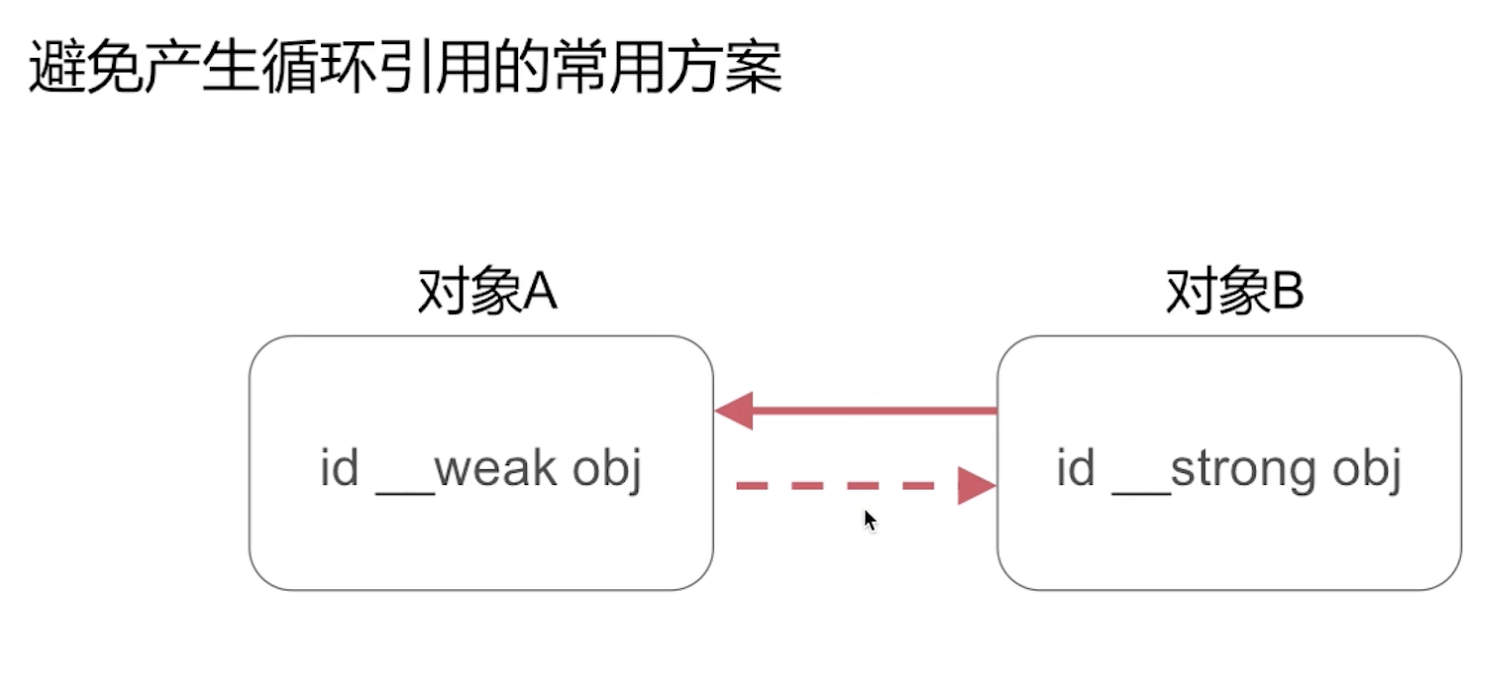 避免产生循环引用的常用方案
对象A
对象B
id __weak obj
id __strong obj